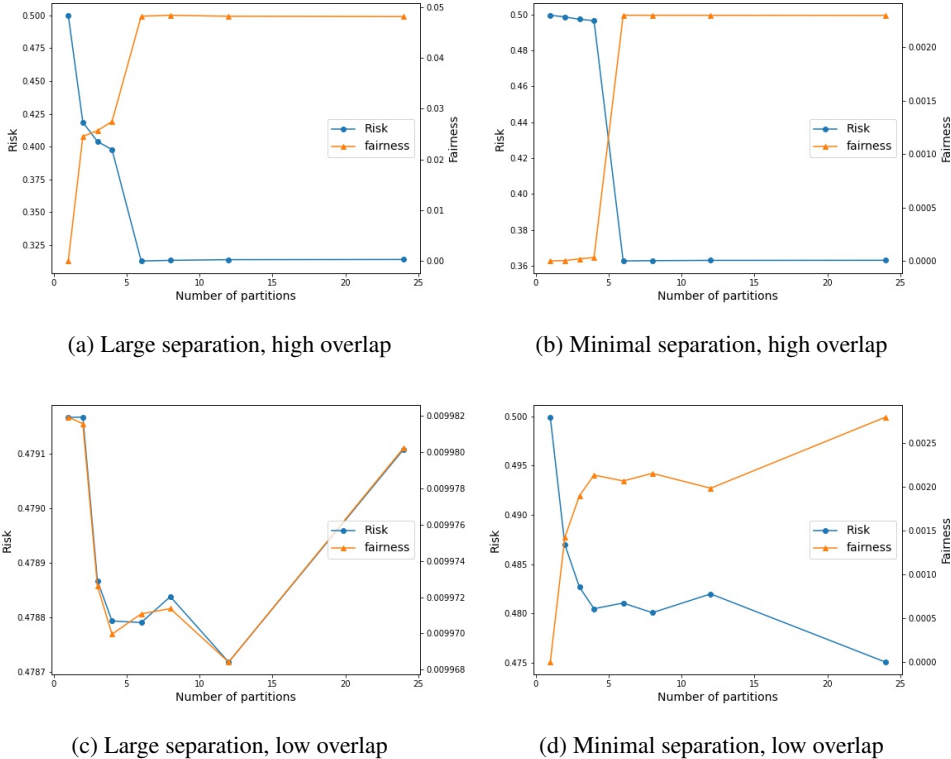 0.500
0.475
0.450
0.425
0.400
0.375
0.350
0.325
Risk
0.05
0.04
0.03
0.02
0.01
0.00
Fairness
Risk
fairness
0 5 10 15 20 25
Number of partitions
(a) Large separation, high overlap
0.50
0.48
0.46
0.44
0.42
0.40
0.38
0.36
Risk
0.0020
0.0015
0.0010
0.0005
0.0000
Fairness
Risk
fairness
0 5 10 15 20 25
Number of partitions
(b) Minimal separation, high overlap
0.4791
0.4790
0.4789
0.4788
0.4787
Risk
0.009982
0.009980
0.009978
0.009976
0.009974
0.009972
0.009970
0.009968
Fairness
Risk
fairness
0 5 10 15 20 25
Number of partitions
(c) Large separation, low overlap
0.500
0.495
0.490
0.485
0.480
0.475
Risk
0.0025
0.0020
0.0015
0.0010
0.0005
0.0000
Fairness
Risk
fairness
0 5 10 15 20 25
Number of partitions
(d) Minimal separation, low overlap